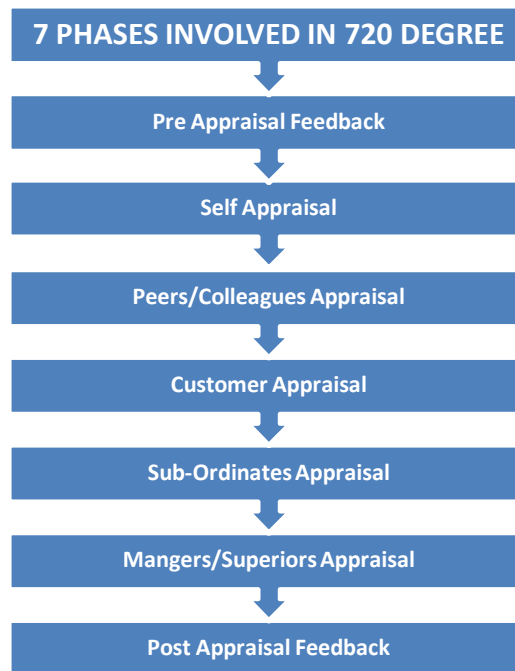 7 PHASES INVOLVED IN 720 DEGREE
Pre Appraisal Feedback
Self Appraisal
Peers/Colleagues Appraisal
Customer Appraisal
Sub-Ordinates Appraisal
Mangers/Superiors Appraisal
Post Appraisal Feedback